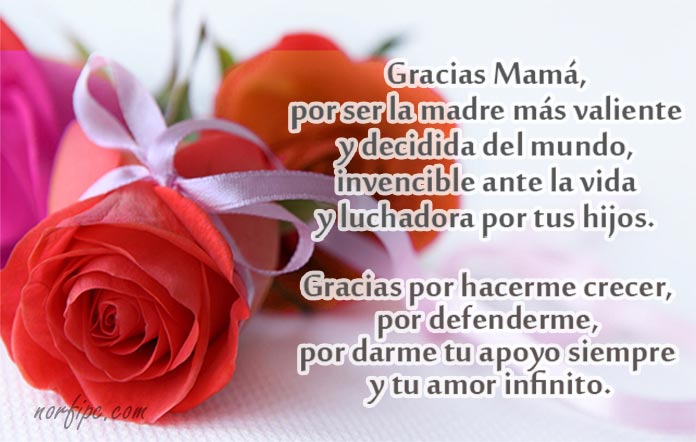 Gracias Mamá,
por ser la madre más valiente
y decidida del mundo,
invencible ante la vida
y luchadora por tus hijos.
Gracias por hacerme crecer,
por defenderme,
por darme tu apoyo siempre
y tu amor infinito.
norfipc.com